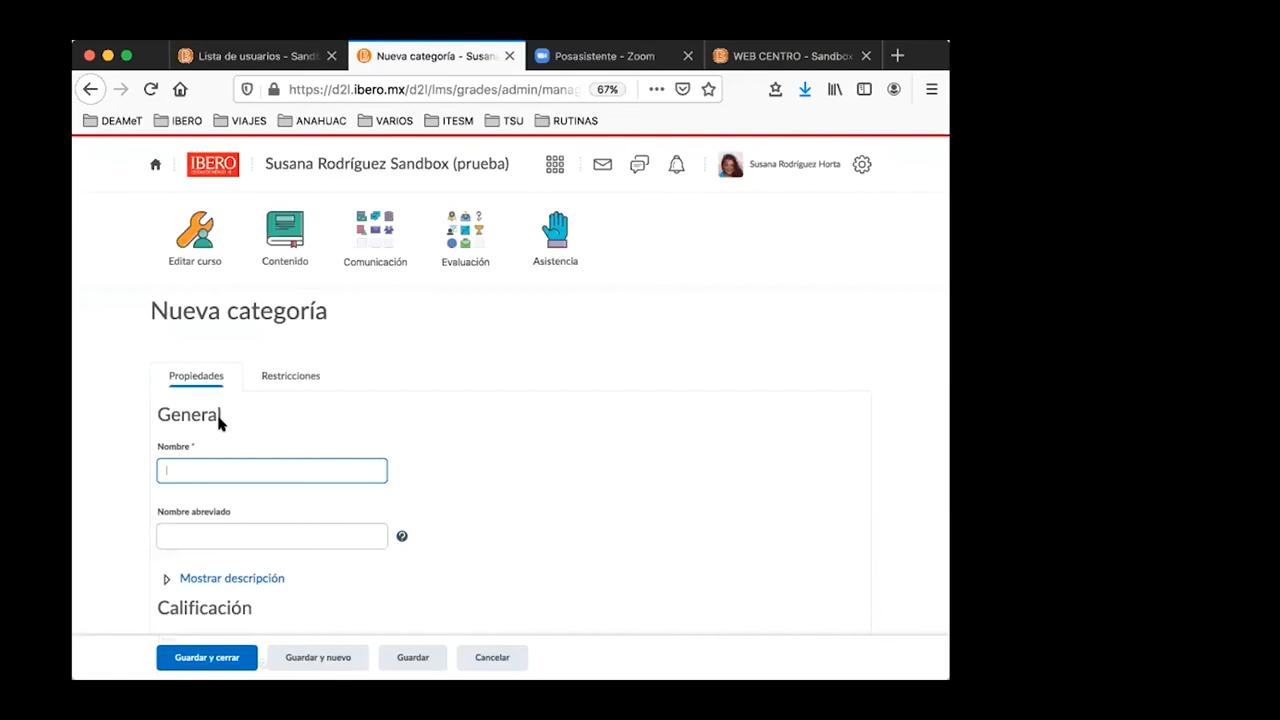 Lista de usuarios - Sand
Nueva categoría - Susan
Posasistente - Zoom
WEB CENTRO - Sandbox
https://d2l.ibero.mx/d2l/lms/grades/admin/manag
67%
DEAMeT
IBERO
VIAJES
ANAHUAC
VARIOS
ITESM
TSU
RUTINAS
IBERO
Susana Rodríguez Sandbox (prueba)
Susana Rodríguez Horta
Editar curso
Contenido
Comunicación
Evaluación
Asistencia
Nueva categoría
Propiedades
Restricciones
General
Nombre *
Nombre abreviado
Mostrar descripción
Calificación
Guardar y cerrar
Guardar y nuevo
Guardar
Cancelar